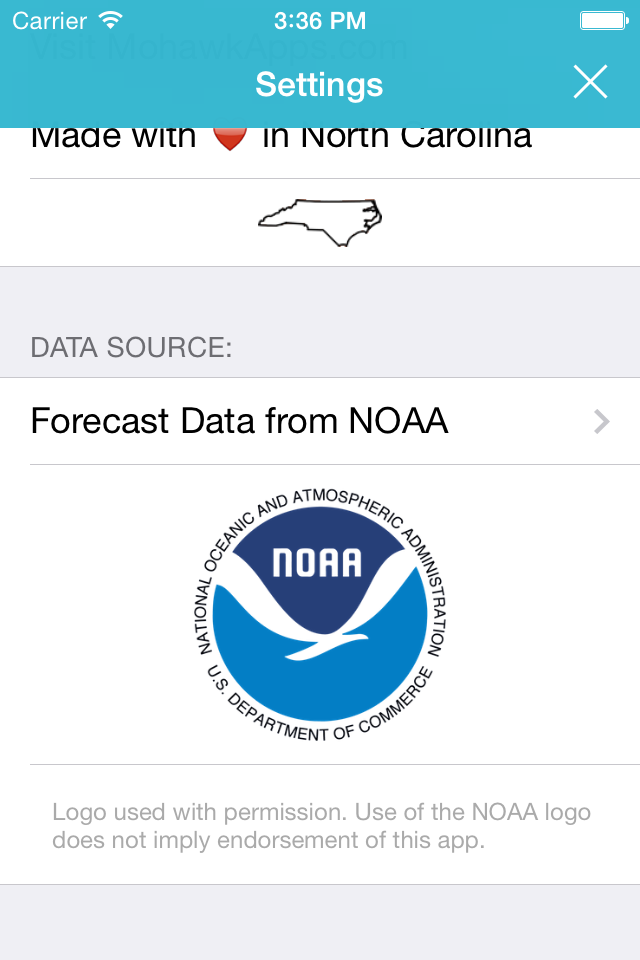 Carrier 3:36 PM
Visit MohawkApps.com
Settings
Made with ❤️ in North Carolina
DATA SOURCE:
Forecast Data from NOAA
NATIONAL OCEANIC AND ATMOSPHERIC ADMINISTRATION
NOAA
U.S. DEPARTMENT OF COMMERCE
Logo used with permission. Use of the NOAA logo
does not imply endorsement of this app.